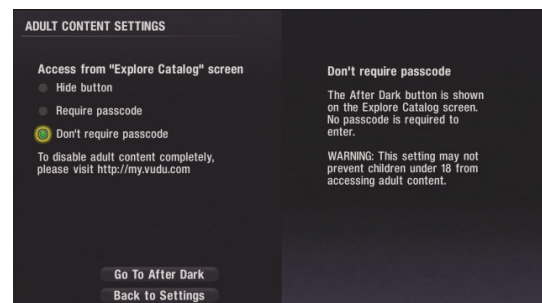 ADULT CONTENT SETTINGS
Access from "Explore Catalog" screen
Hide button
Require passcode
Don't require passcode
To disable adult content completely,
please visit http://my.vudu.com
Go To After Dark
Back to Settings
Don't require passcode
The After Dark button is shown
on the Explore Catalog screen.
No passcode is required to
enter.
WARNING: This setting may not
prevent children under 18 from
accessing adult content.